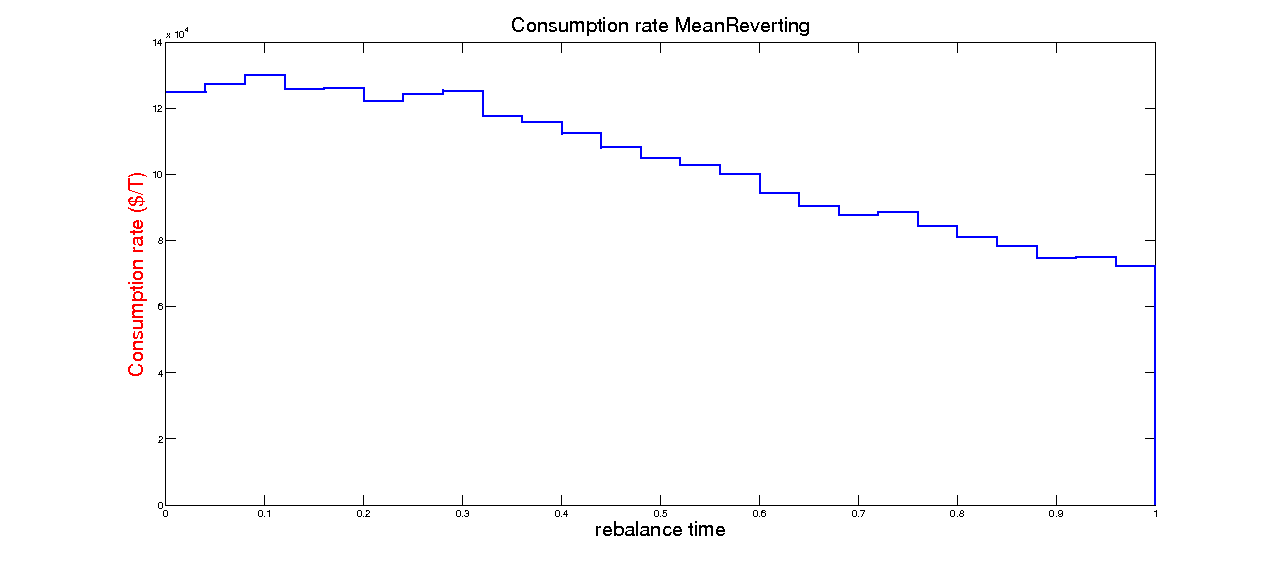 Consumption rate MeanReverting
x 10^4
14
12
10
8
6
4
2
0
Consumption rate ($/T)
0 0.1 0.2 0.3 0.4 0.5 0.6 0.7 0.8 0.9 1
rebalance time